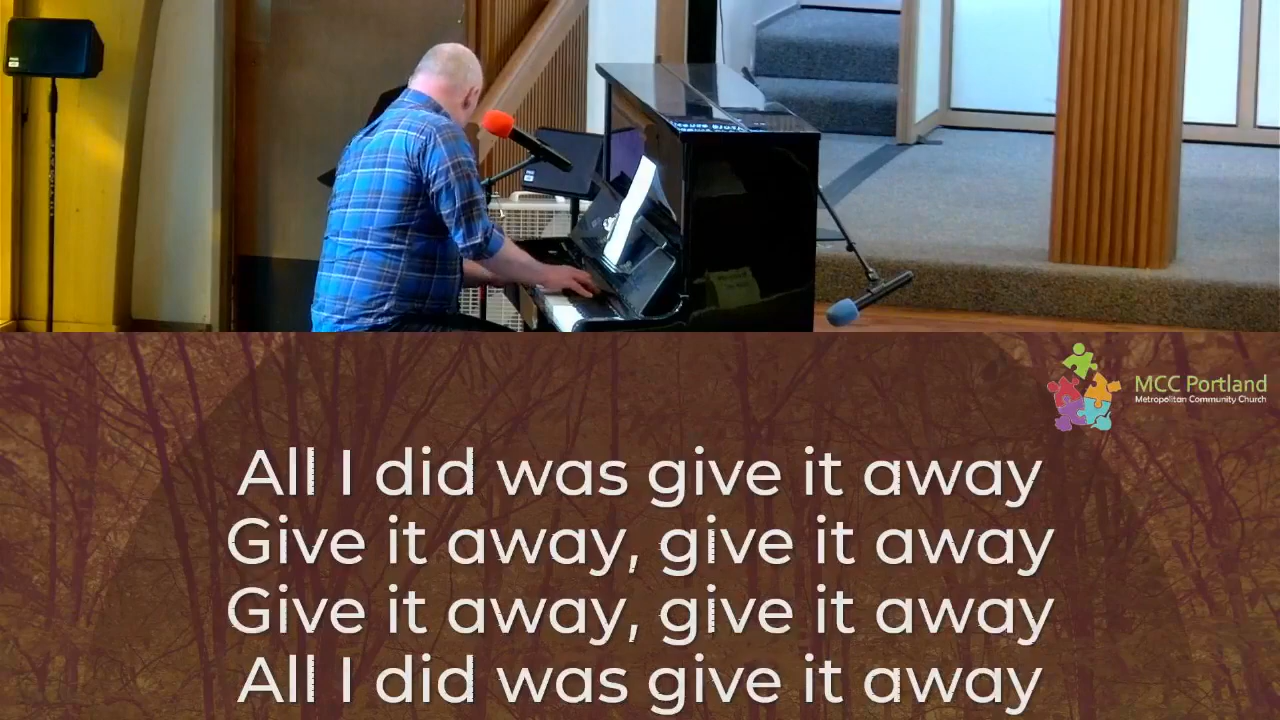 MCC Portland
Metropolitan Community Church
All I did was give it away
Give it away, give it away
Give it away, give it away
All I did was give it away